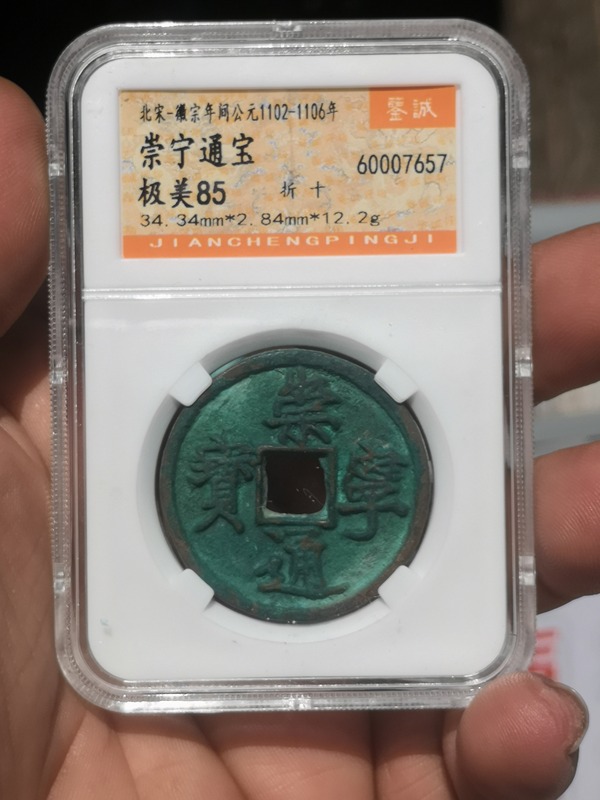 北宋-徽宗年间公元1102-1106年
鉴誠
崇宁通宝
60007657
极美85 折十
34.34mm*2.84mm*12.2g
JIANCHENGPINGJI
崇
寶 寧
通